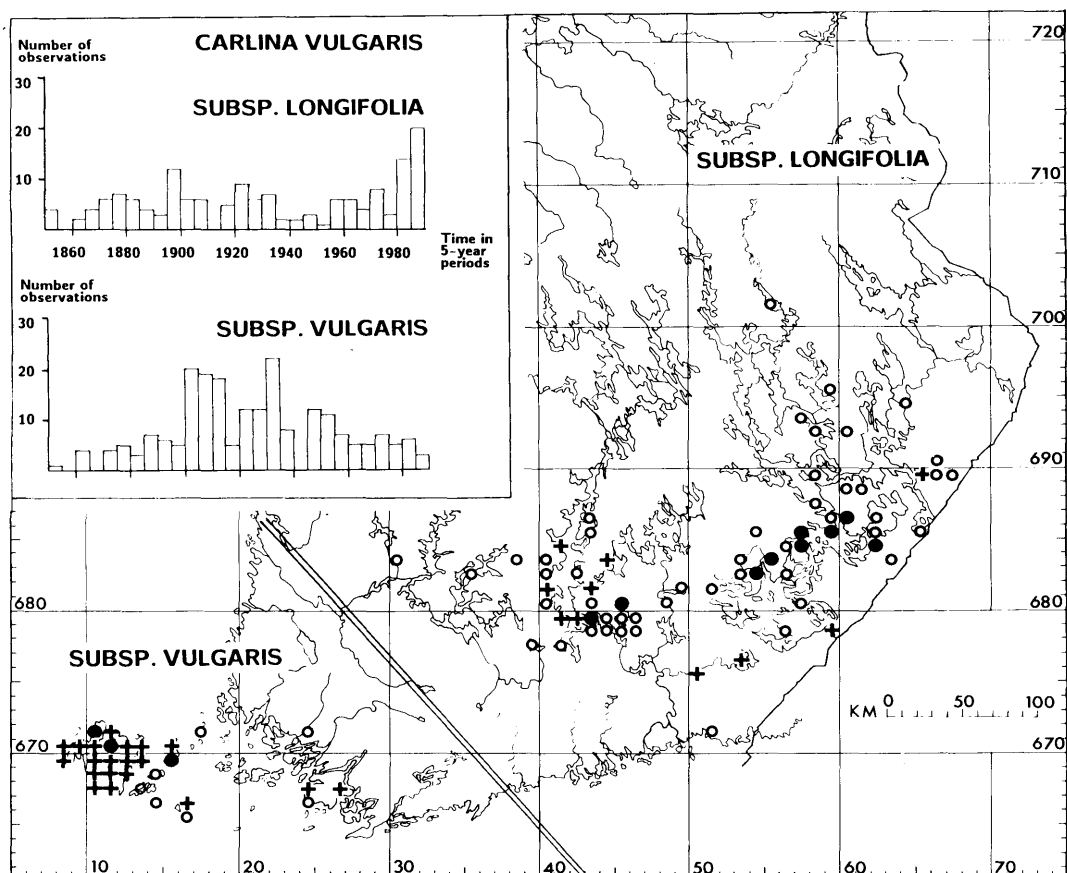 Number of
observations
CARLINA VULGARIS
30
SUBSP. LONGIFOLIA
20
10
1860 1880 1900 1920 1940 1960 1980
Time in
5-year
periods
Number of
observations
30
SUBSP. VULGARIS
20
10
720
SUBSP. LONGIFOLIA
710
700
690
680
SUBSP. VULGARIS
KM 0 50 100
670
670
10 20 30 40 50 60 70